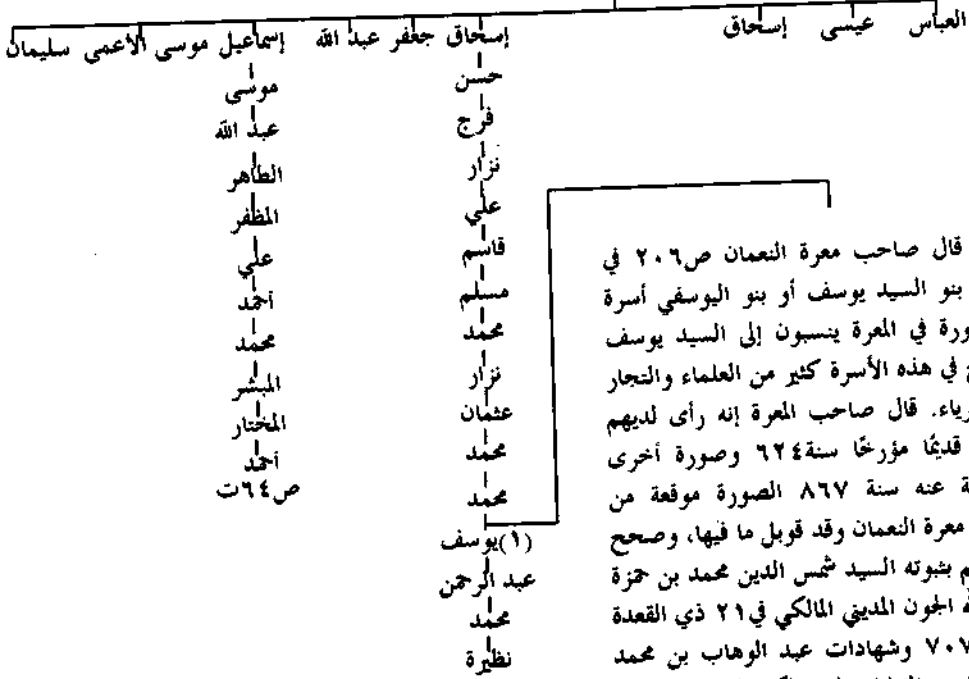 العباس عيسى إسحاق
إسحاق جعفر عبد الله إسماعيل موسى الأعمى سليمان
حسن
فرج
نزار
علي
قاسم
مسلم
محمد
نزار
عثمان
محمد
محمد
(١)يوسف
عبد الرحمن
محمد
نظيرة
موسى
عبد الله
الطاهر
المظفر
علي
أحمد
محمد
المبشر
المختار
أحمد
ص٦٤ت
قال صاحب معرة النعمان ص٢٠٦ في
بنو السيد يوسف أو بنو اليوسفي أسرة
ورة في المعرة ينسبون إلى السيد يوسف
ج في هذه الأسرة كثير من العلماء والتجار
رياء. قال صاحب المعرة إنه رأى لديهم
قديمًا مؤرخًا سنة٦٢٤ وصورة أخرى
ة عنه سنة ٨٦٧ الصورة موقعة من
معرة النعمان وقد قوبل ما فيها، وصحح
م بثبوته السيد شمس الدين محمد بن حمزة
الجون المديني المالكي في٢١ ذي القعدة
٧٠٧ وشهادات عبد الوهاب بن محمد